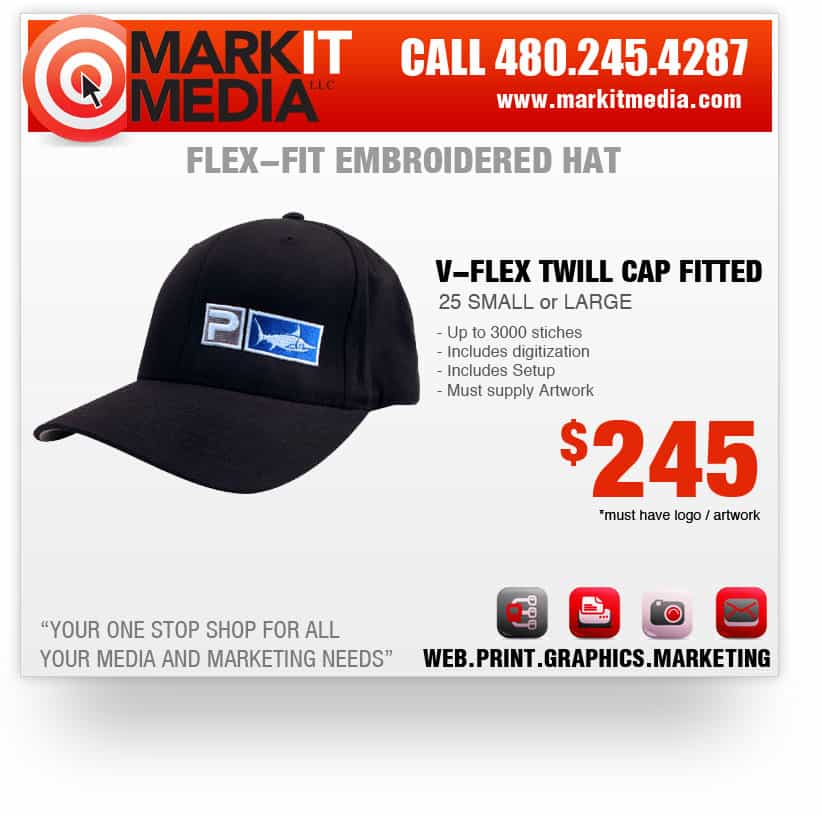 MARKIT
MEDIA LLC
CALL 480.245.4287
www.markitmedia.com
FLEX-FIT EMBROIDERED HAT
P
V-FLEX TWILL CAP FITTED
25 SMALL or LARGE
- Up to 3000 stiches
- Includes digitization
- Includes Setup
- Must supply Artwork
$245
*must have logo / artwork
“YOUR ONE STOP SHOP FOR ALL
YOUR MEDIA AND MARKETING NEEDS”
WEB.PRINT.GRAPHICS.MARKETING